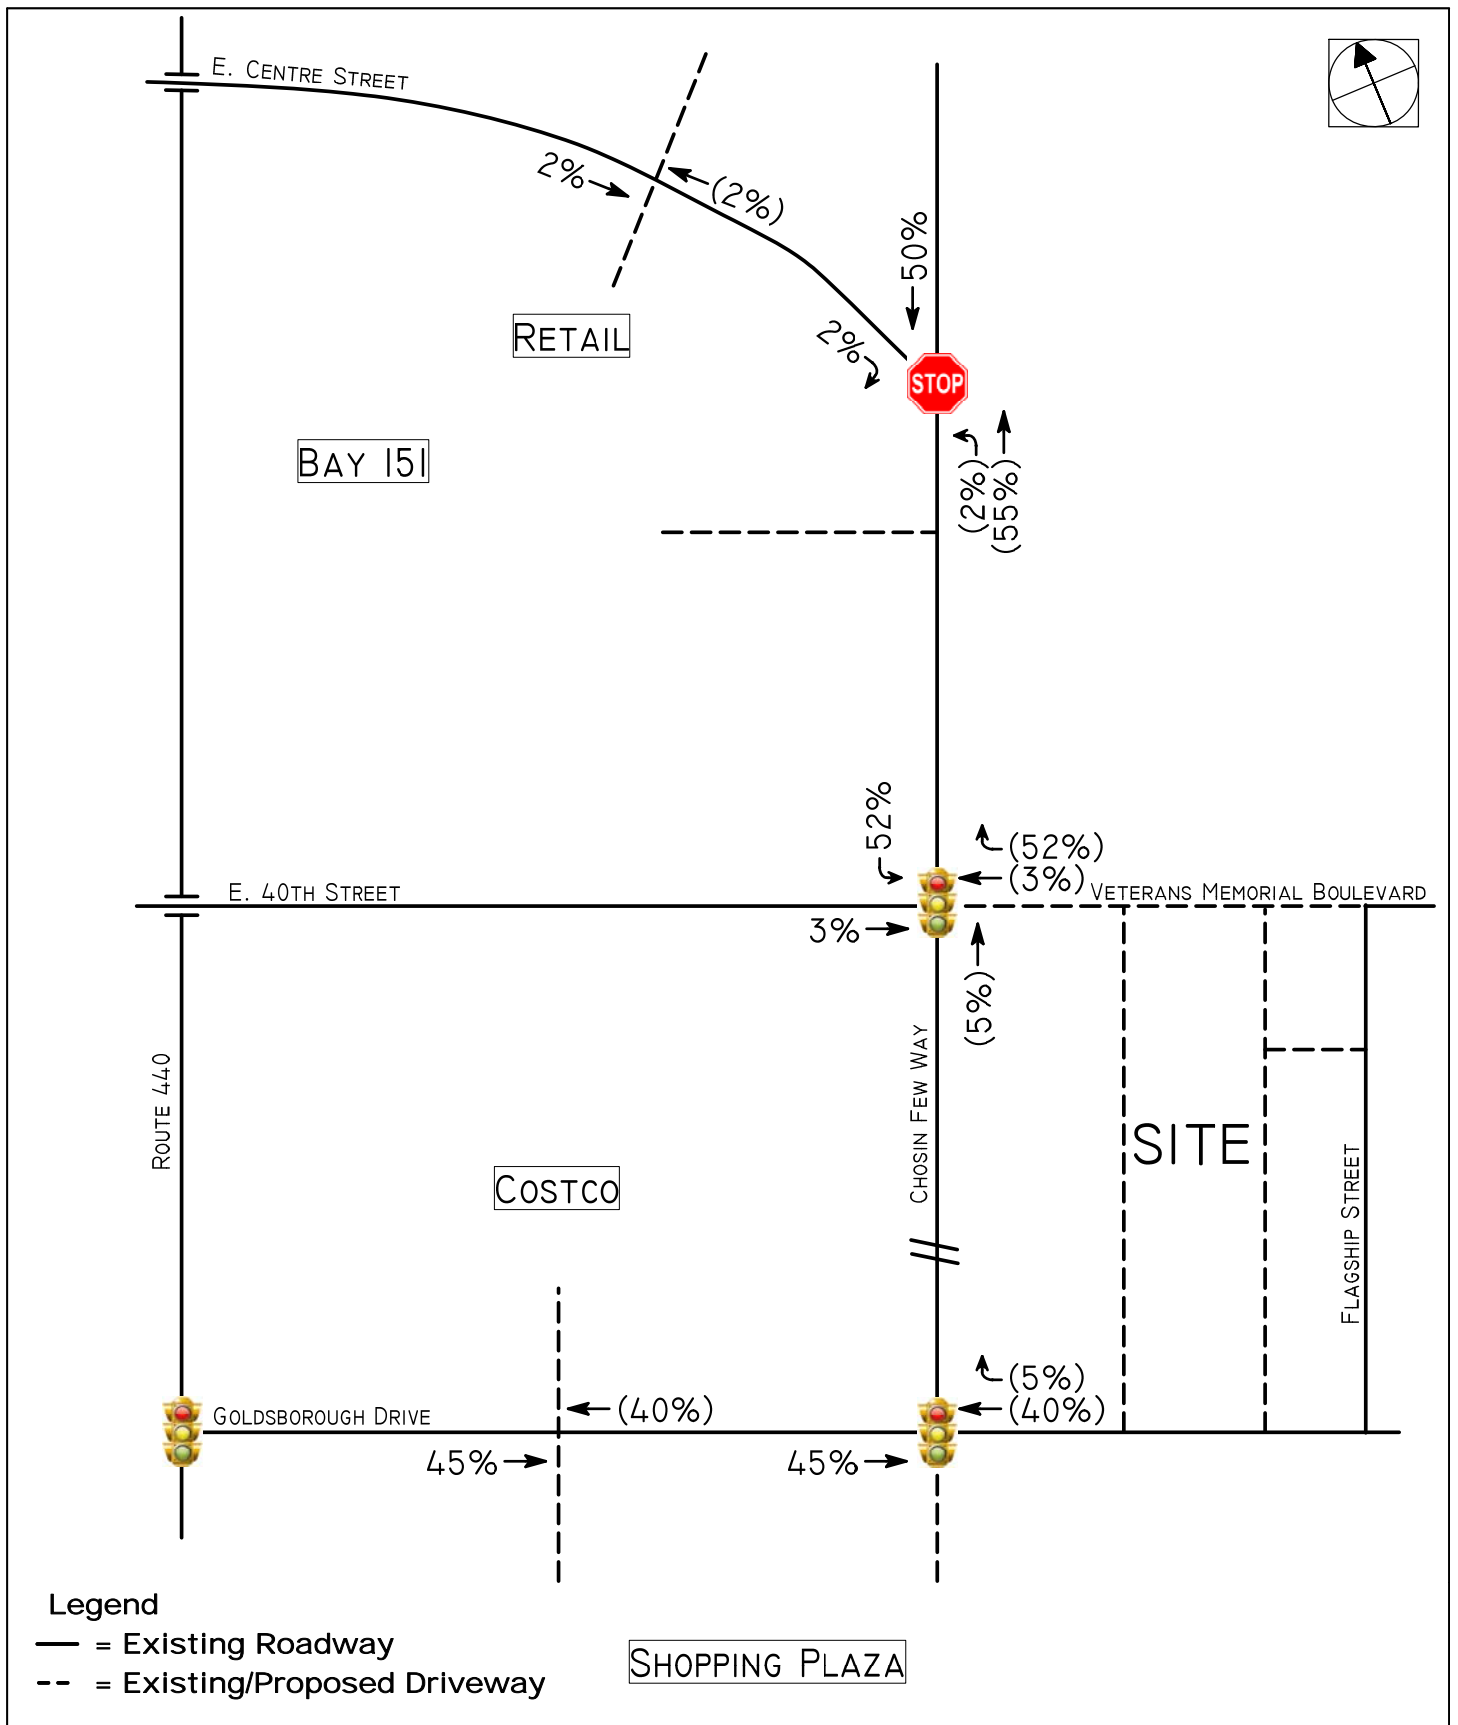 E. CENTRE STREET
2%
(2%)
50%
RETAIL
2%
STOP
BAY 151
(2%)
(55%)
52%
(52%)
(3%)
E. 40TH STREET
VETERANS MEMORIAL BOULEVARD
3%
(5%)
ROUTE 440
CHOSIN FEW WAY
SITE
FLAGSHIP STREET
COSTCO
(5%)
GOLDSBOROUGH DRIVE
(40%)
(40%)
45%
45%
Legend
= Existing Roadway
= Existing/Proposed Driveway
SHOPPING PLAZA